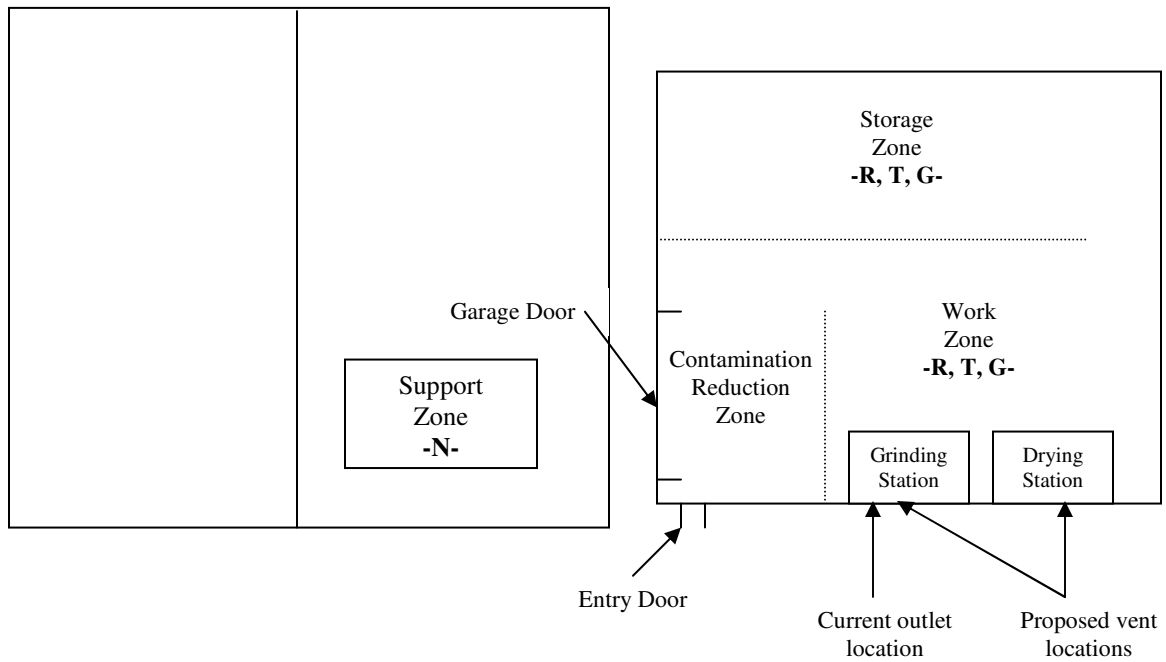 Storage
Zone
-R, T, G-
Garage Door
Work
Zone
-R, T, G-
Contamination
Reduction
Zone
Support
Zone
-N-
Grinding
Station
Drying
Station
Entry Door
Current outlet
location
Proposed vent
locations